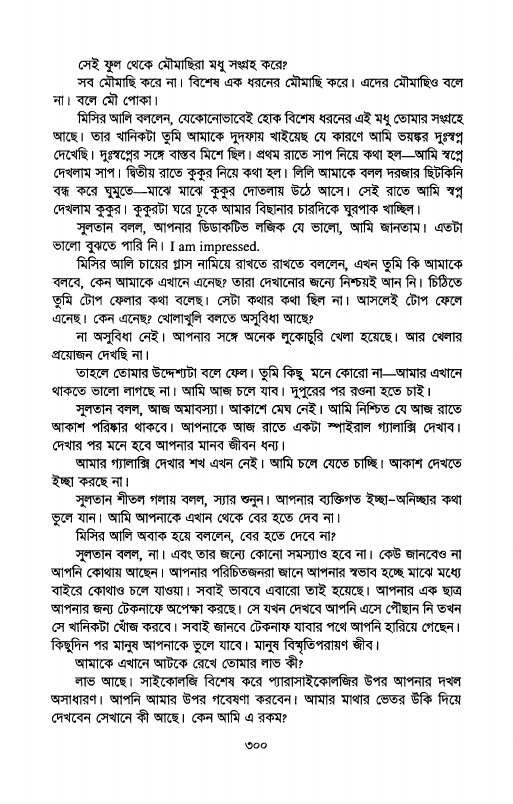 সেই ফুল থেকে মৌমাছিরা মধু সংগ্রহ করে?
সব মৌমাছি করে না। বিশেষ এক ধরনের মৌমাছি করে। এদের মৌমাছিও বলে
না। বলে মৌ পোকা।
মিসির আলি বললেন, যেকোনোভাবেই হোক বিশেষ ধরনের এই মধু তোমার সংগ্রহে
আছে। তার খানিকটা তুমি আমাকে দুদফায় খাইয়েছ যে কারণে আমি ভয়ঙ্কর দুঃস্বপ্ন
দেখেছি। দুঃস্বপ্নের সঙ্গে বাস্তব মিশে ছিল। প্রথম রাতে সাপ নিয়ে কথা হল—আমি স্বপ্নে
দেখলাম সাপ। দ্বিতীয় রাতে কুকুর নিয়ে কথা হল। লিলি আমাকে বলল দরজার ছিটকিনি
বন্ধ করে ঘুমুতে—মাঝে মাঝে কুকুর দোতলায় উঠে আসে। সেই রাতে আমি স্বপ্ন
দেখলাম কুকুর। কুকুরটা ঘরে ঢুকে আমার বিছানার চারদিকে ঘুরপাক খাচ্ছিল।
সুলতান বলল, আপনার ডিডাকটিভ লজিক যে ভালো, আমি জানতাম। এতটা
ভালো বুঝতে পারি নি। I am impressed.
মিসির আলি চায়ের গ্লাস নামিয়ে রাখতে রাখতে বললেন, এখন তুমি কি আমাকে
বলবে, কেন আমাকে এখানে এনেছ? তারা দেখানোর জন্যে নিশ্চয়ই আন নি। চিঠিতে
তুমি টোপ ফেলার কথা বলেছ। সেটা কথার কথা ছিল না। আসলেই টোপ ফেলে
এনেছ। কেন এনেছ? খোলাখুলি বলতে অসুবিধা আছে?
না অসুবিধা নেই। আপনার সঙ্গে অনেক লুকোচুরি খেলা হয়েছে। আর খেলার
প্রয়োজন দেখছি না।
তাহলে তোমার উদ্দেশ্যটা বলে ফেল। তুমি কিছু মনে কোরো না—আমার এখানে
থাকতে ভালো লাগছে না। আমি আজ চলে যাব। দুপুরের পর রওনা হতে চাই।
সুলতান বলল, আজ অমাবস্যা। আকাশে মেঘ নেই। আমি নিশ্চিত যে আজ রাতে
আকাশ পরিষ্কার থাকবে। আপনাকে আজ রাতে একটা স্পাইরাল গ্যালাক্সি দেখাব।
দেখার পর মনে হবে আপনার মানব জীবন ধন্য।
আমার গ্যালাক্সি দেখার শখ এখন নেই। আমি চলে যেতে চাচ্ছি। আকাশ দেখতে
ইচ্ছা করছে না।
সুলতান শীতল গলায় বলল, স্যার শুনুন। আপনার ব্যক্তিগত ইচ্ছা-অনিচ্ছার কথা
ভুলে যান। আমি আপনাকে এখান থেকে বের হতে দেব না।
মিসির আলি অবাক হয়ে বললেন, বের হতে দেবে না?
সুলতান বলল, না। এবং তার জন্যে কোনো সমস্যাও হবে না। কেউ জানবেও না
আপনি কোথায় আছেন। আপনার পরিচিতজনরা জানে আপনার স্বভাব হচ্ছে মাঝে মধ্যে
বাইরে কোথাও চলে যাওয়া। সবাই ভাববে এবারো তাই হয়েছে। আপনার এক ছাত্র
আপনার জন্য টেকনাফে অপেক্ষা করছে। সে যখন দেখবে আপনি এসে পৌঁছান নি তখন
সে খানিকটা খোঁজ করবে। সবাই জানবে টেকনাফ যাবার পথে আপনি হারিয়ে গেছেন।
কিছুদিন পর মানুষ আপনাকে ভুলে যাবে। মানুষ বিস্মৃতিপরায়ণ জীব।
আমাকে এখানে আটকে রেখে তোমার লাভ কী?
লাভ আছে। সাইকোলজি বিশেষ করে প্যারাসাইকোলজির উপর আপনার দখল
অসাধারণ। আপনি আমার উপর গবেষণা করবেন। আমার মাথার ভেতর উঁকি দিয়ে
দেখবেন সেখানে কী আছে। কেন আমি এ রকম?
৩০০